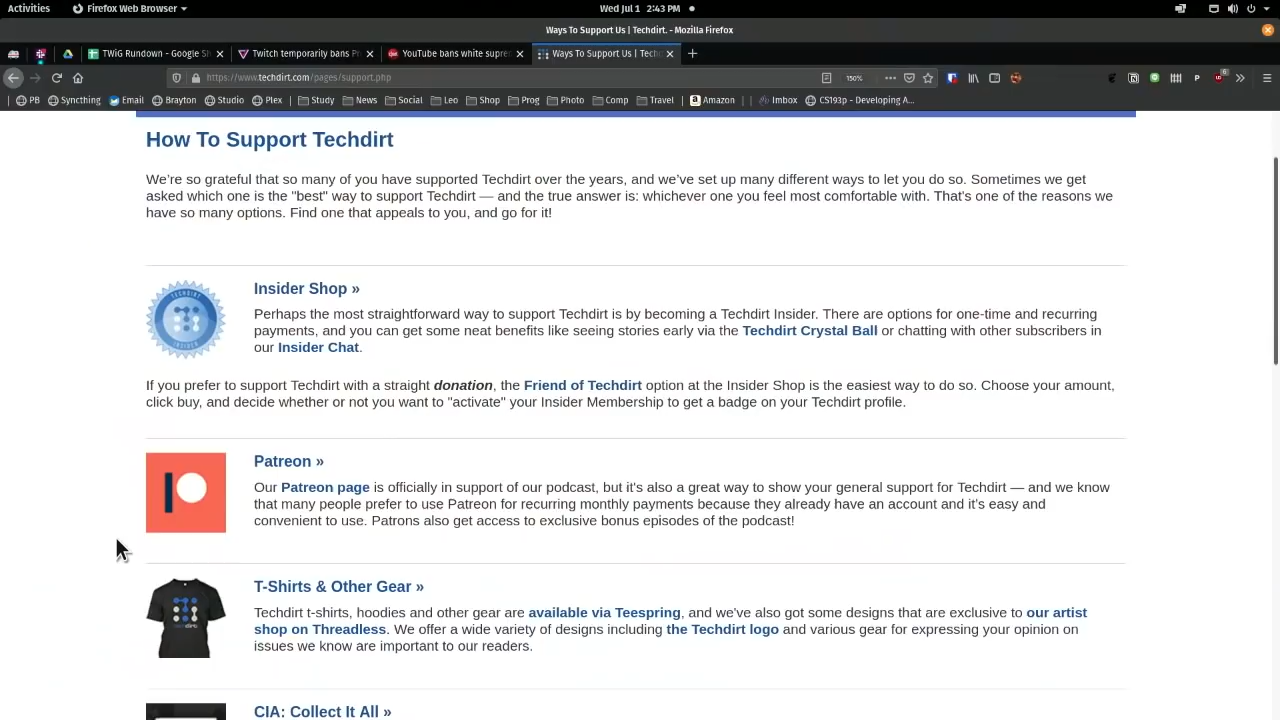 Activities Firefox Web Browser Wed Jul 1 2:43 PM
Ways To Support Us | Techdirt. - Mozilla Firefox
TWiG Rundown - Google Sh Twitch temporarily bans Pr YouTube bans white supre Ways To Support Us | Techd
https://www.techdirt.com/pages/support.php 150% P 6
PB Syncthing Email Brayton Studio Plex Study News Social Leo Shop Prog Photo Comp Travel Amazon Imbox CS193p - Developing A...
How To Support Techdirt
We’re so grateful that so many of you have supported Techdirt over the years, and we’ve set up many different ways to let you do so. Sometimes we get
asked which one is the "best" way to support Techdirt — and the true answer is: whichever one you feel most comfortable with. That’s one of the reasons we
have so many options. Find one that appeals to you, and go for it!
Insider Shop »
Perhaps the most straightforward way to support Techdirt is by becoming a Techdirt Insider. There are options for one-time and recurring
payments, and you can get some neat benefits like seeing stories early via the Techdirt Crystal Ball or chatting with other subscribers in
our Insider Chat.
TECHDIRT
INSIDER
If you prefer to support Techdirt with a straight donation, the Friend of Techdirt option at the Insider Shop is the easiest way to do so. Choose your amount,
click buy, and decide whether or not you want to "activate" your Insider Membership to get a badge on your Techdirt profile.
Patreon »
Our Patreon page is officially in support of our podcast, but it’s also a great way to show your general support for Techdirt — and we know
that many people prefer to use Patreon for recurring monthly payments because they already have an account and it’s easy and
convenient to use. Patrons also get access to exclusive bonus episodes of the podcast!
T-Shirts & Other Gear »
Techdirt t-shirts, hoodies and other gear are available via Teespring, and we’ve also got some designs that are exclusive to our artist
shop on Threadless. We offer a wide variety of designs including the Techdirt logo and various gear for expressing your opinion on
issues we know are important to our readers.
techdirt
CIA: Collect It All »